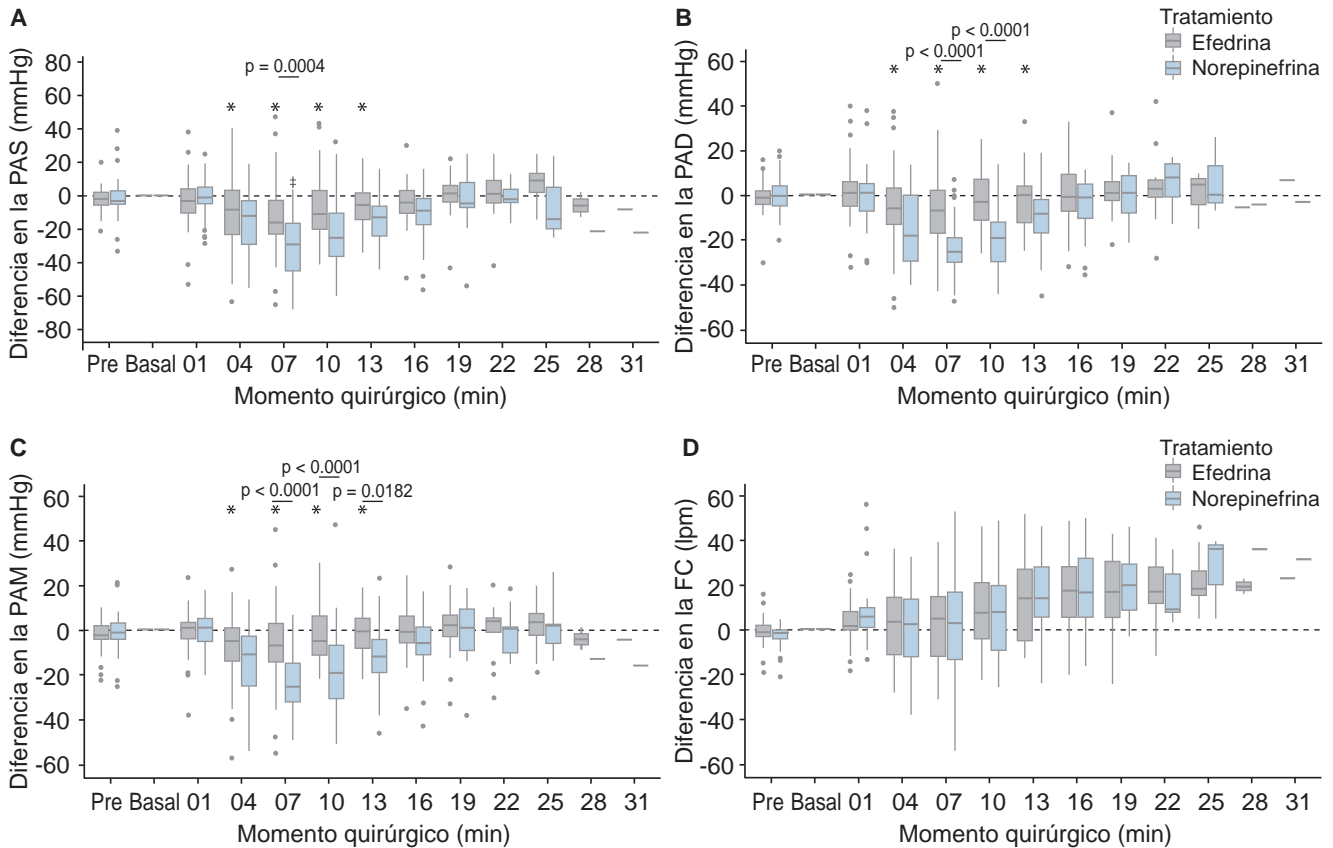 A
Diferencia en la PAS (mmHg)
80
60
40
20
0
-20
-40
-60
-80
p = 0.0004
* * * *
‡
Pre Basal 01 04 07 10 13 16 19 22 25 28 31
Momento quirúrgico (min)
B
Tratamiento
Efedrina
Norepinefrina
Diferencia en la PAD (mmHg)
60
40
20
0
-20
-40
-60
p < 0.0001
p < 0.0001
* * * *
Pre Basal 01 04 07 10 13 16 19 22 25 28 31
Momento quirúrgico (min)
C
Diferencia en la PAM (mmHg)
60
40
20
0
-20
-40
-60
p < 0.0001
p < 0.0001 p = 0.0182
* * * *
Pre Basal 01 04 07 10 13 16 19 22 25 28 31
Momento quirúrgico (min)
D
Tratamiento
Efedrina
Norepinefrina
Diferencia en la FC (lpm)
60
40
20
0
-20
-40
-60
Pre Basal 01 04 07 10 13 16 19 22 25 28 31
Momento quirúrgico (min)